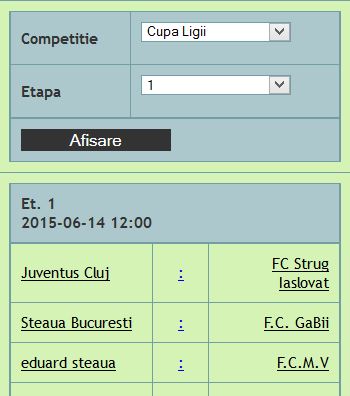 Competitie
Cupa Ligii
Etapa
1
Afisare
Et. 1
2015-06-14 12:00
Juventus Cluj : FC Strug
Iaslovat
Steaua Bucuresti : F.C. GaBii
eduard steaua : F.C.M.V